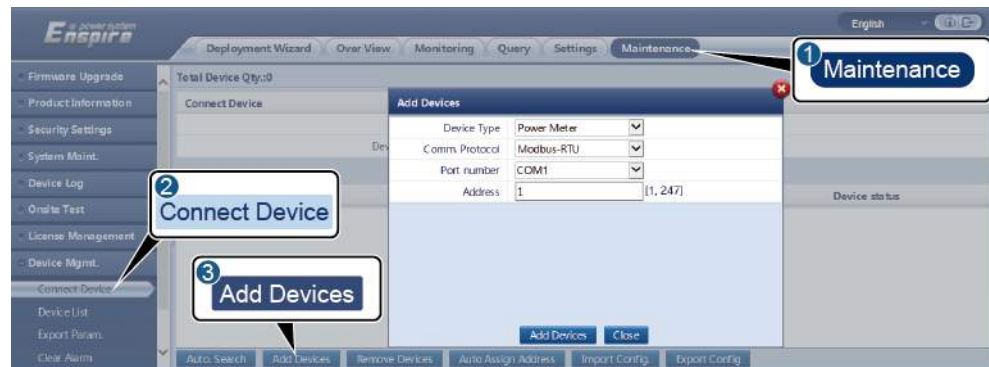 English
Enspire
Deployment Wizard Over View Monitoring Query Settings Maintenance
1 Maintenance
Firmware Upgrade
Product Information
Security Settings
System Maint.
Device Log
Onsite Test
License Management
Device Mgmt.
Connect Device
Device List
Export Param.
Clear Alarm
Total Device Qty.:0
Connect Device
Dev
Device status
2 Connect Device
3 Add Devices
Add Devices
Device Type Power Meter
Comm. Protocol Modbus-RTU
Port number COM1
Address 1 [1, 247]
Add Devices Close
Auto. Search Add Devices Remove Devices Auto Assign Address Import Config. Export Config